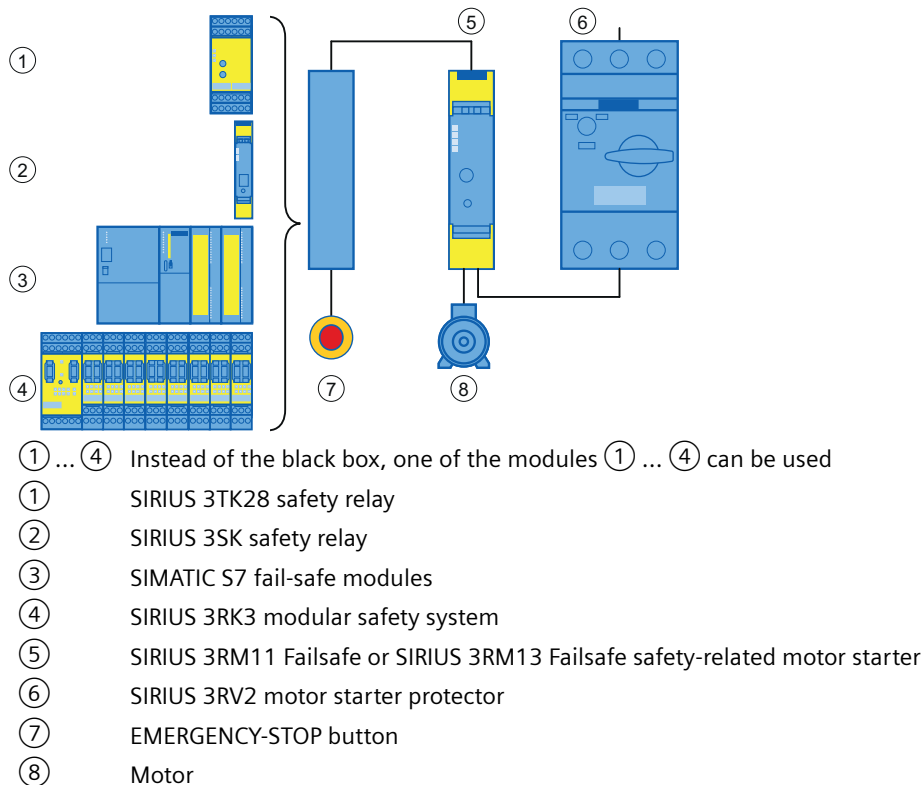 ①
②
③
④
⑤
⑥
⑦
⑧
① ... ④ Instead of the black box, one of the modules ① ... ④ can be used
① SIRIUS 3TK28 safety relay
② SIRIUS 3SK safety relay
③ SIMATIC S7 fail-safe modules
④ SIRIUS 3RK3 modular safety system
⑤ SIRIUS 3RM11 Failsafe or SIRIUS 3RM13 Failsafe safety-related motor starter
⑥ SIRIUS 3RV2 motor starter protector
⑦ EMERGENCY-STOP button
⑧ Motor